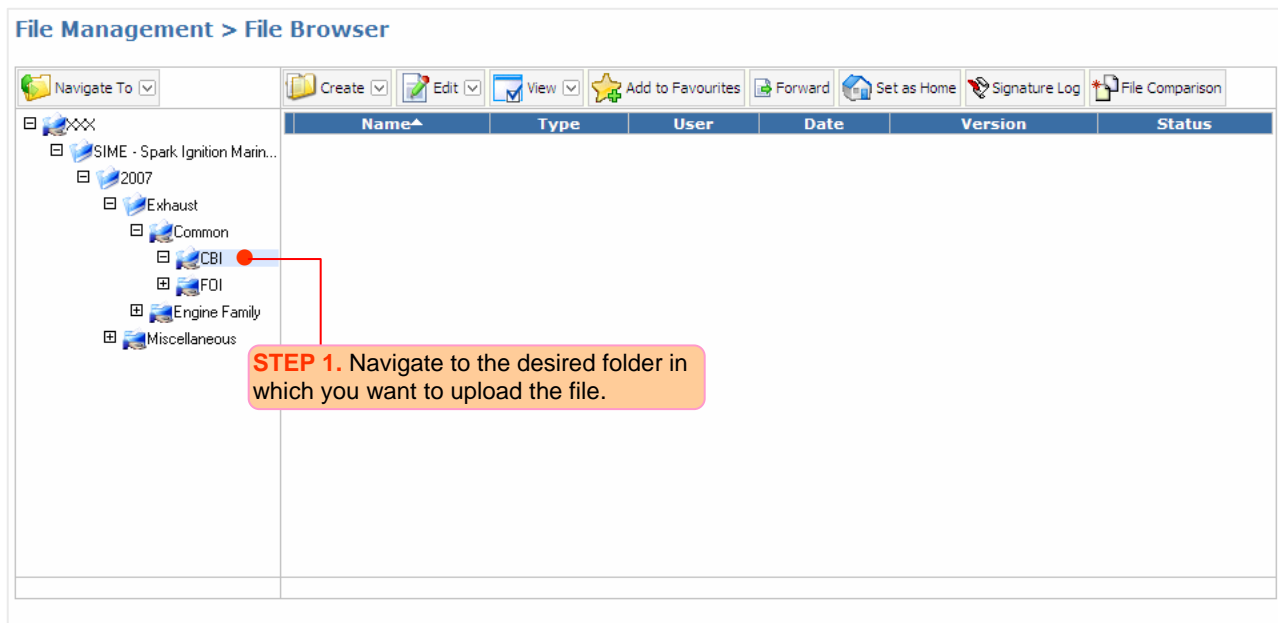 File Management > File Browser
Navigate To Create Edit View Add to Favourites Forward Set as Home Signature Log File Comparison
Name Type User Date Version Status
XXX
SIME - Spark Ignition Marin...
2007
Exhaust
Common
CBI
FOI
Engine Family
Miscellaneous
STEP 1. Navigate to the desired folder in
which you want to upload the file.